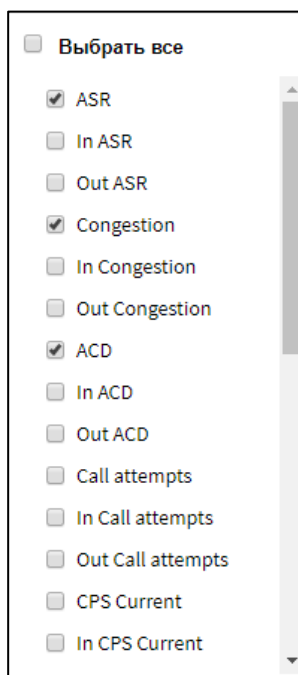 Выбрать все
ASR
In ASR
Out ASR
Congestion
In Congestion
Out Congestion
ACD
In ACD
Out ACD
Call attempts
In Call attempts
Out Call attempts
CPS Current
In CPS Current